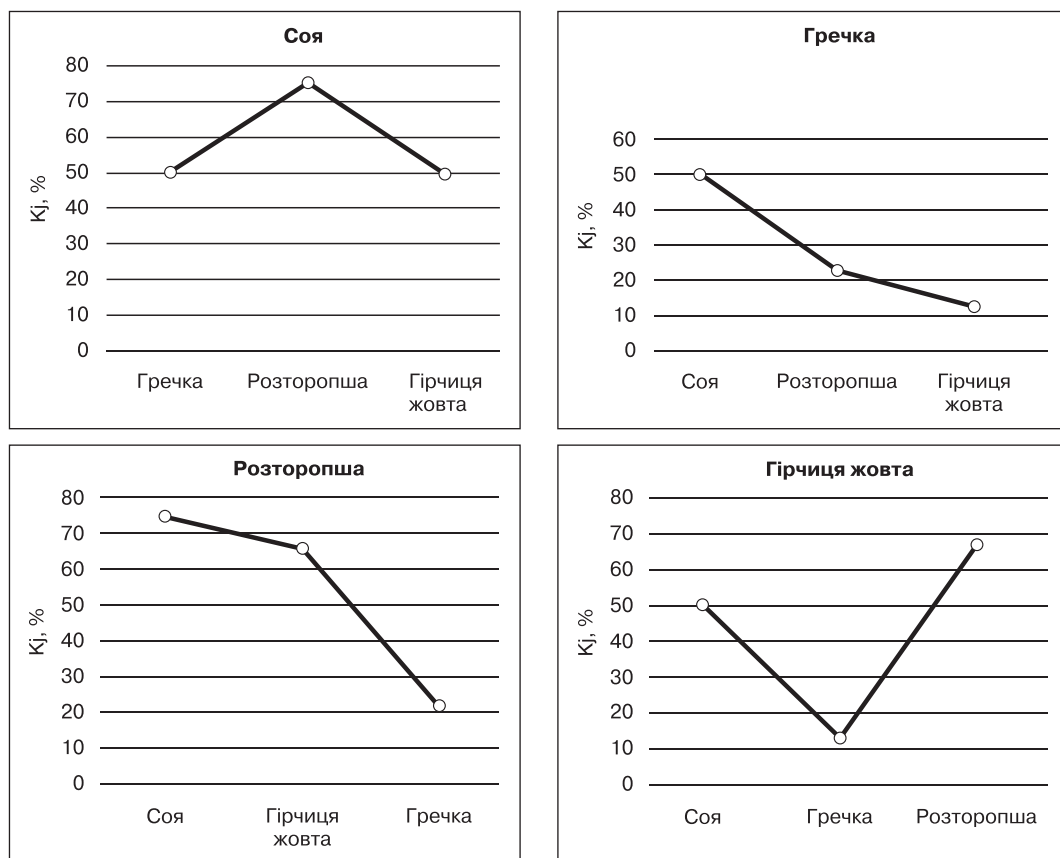 Соя
80
70
60
50
40
30
20
10
0
Kj, %
Гречка
Розторопша
Гірчиця
жовта
Гречка
60
50
40
30
20
10
0
Kj, %
Соя
Розторопша
Гірчиця
жовта
Розторопша
80
70
60
50
40
30
20
10
0
Kj, %
Соя
Гірчиця
жовта
Гречка
Гірчиця жовта
80
70
60
50
40
30
20
10
0
Kj, %
Соя
Гречка
Розторопша